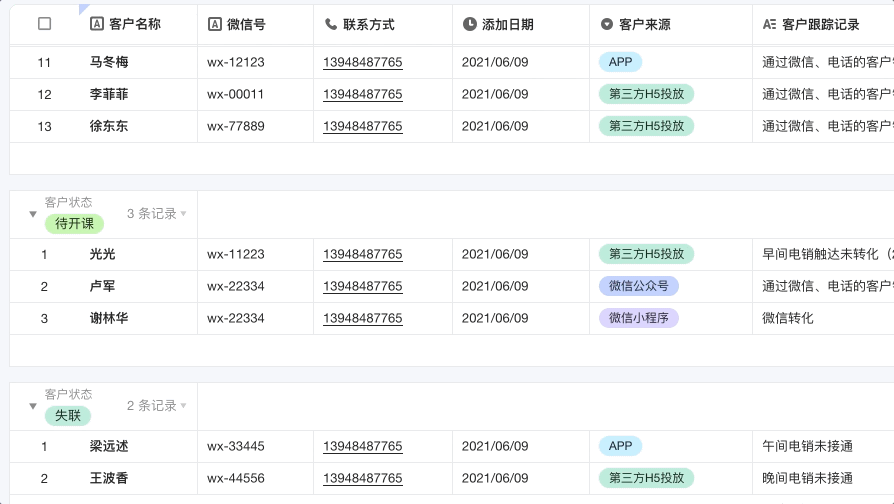 客户名称 微信号 联系方式 添加日期 客户来源 客户跟踪记录
11 马冬梅 wx-12123 13948487765 2021/06/09 APP 通过微信、电话的客户
12 李菲菲 wx-00011 13948487765 2021/06/09 第三方H5投放 通过微信、电话的客户
13 徐东东 wx-77889 13948487765 2021/06/09 第三方H5投放 通过微信、电话的客户
客户状态
待开课 3 条记录
1 光光 wx-11223 13948487765 2021/06/09 第三方H5投放 早间电销触达未转化（
2 卢军 wx-22334 13948487765 2021/06/09 微信公众号 通过微信、电话的客户
3 谢林华 wx-22334 13948487765 2021/06/09 微信小程序 微信转化
客户状态
失联 2 条记录
1 梁远述 wx-33445 13948487765 2021/06/09 APP 午间电销未接通
2 王波香 wx-44556 13948487765 2021/06/09 第三方H5投放 晚间电销未接通